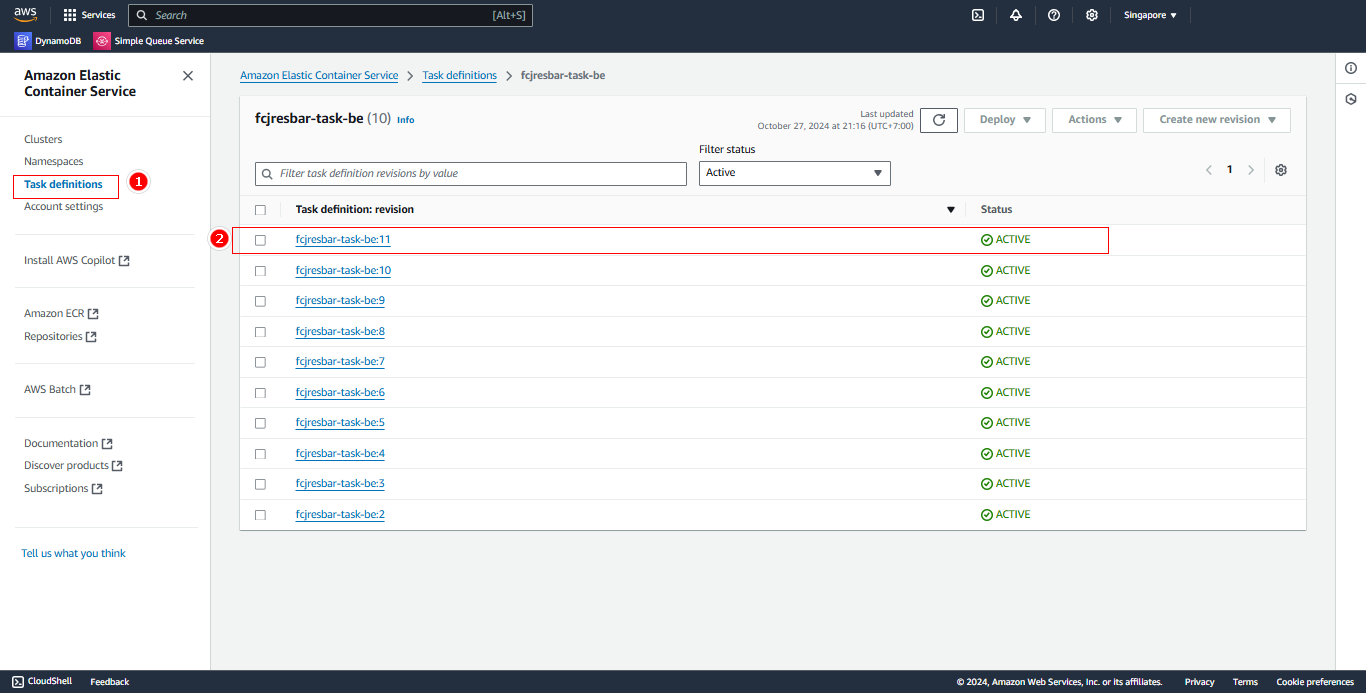 aws Services Search [Alt+S] Singapore
DynamoDB Simple Queue Service
Amazon Elastic
Container Service
Clusters
Namespaces
Task definitions 1
Account settings
Install AWS Copilot
Amazon ECR
Repositories
AWS Batch
Documentation
Discover products
Subscriptions
Tell us what you think
Amazon Elastic Container Service > Task definitions > fcjresbar-task-be
fcjresbar-task-be (10) Info
Last updated
October 27, 2024 at 21:16 (UTC+7:00)
Deploy Actions Create new revision
Filter status
Filter task definition revisions by value Active 1
Task definition: revision Status
2 fcjresbar-task-be:11 ACTIVE
fcjresbar-task-be:10 ACTIVE
fcjresbar-task-be:9 ACTIVE
fcjresbar-task-be:8 ACTIVE
fcjresbar-task-be:7 ACTIVE
fcjresbar-task-be:6 ACTIVE
fcjresbar-task-be:5 ACTIVE
fcjresbar-task-be:4 ACTIVE
fcjresbar-task-be:3 ACTIVE
fcjresbar-task-be:2 ACTIVE
CloudShell Feedback © 2024, Amazon Web Services, Inc. or its affiliates. Privacy Terms Cookie preferences